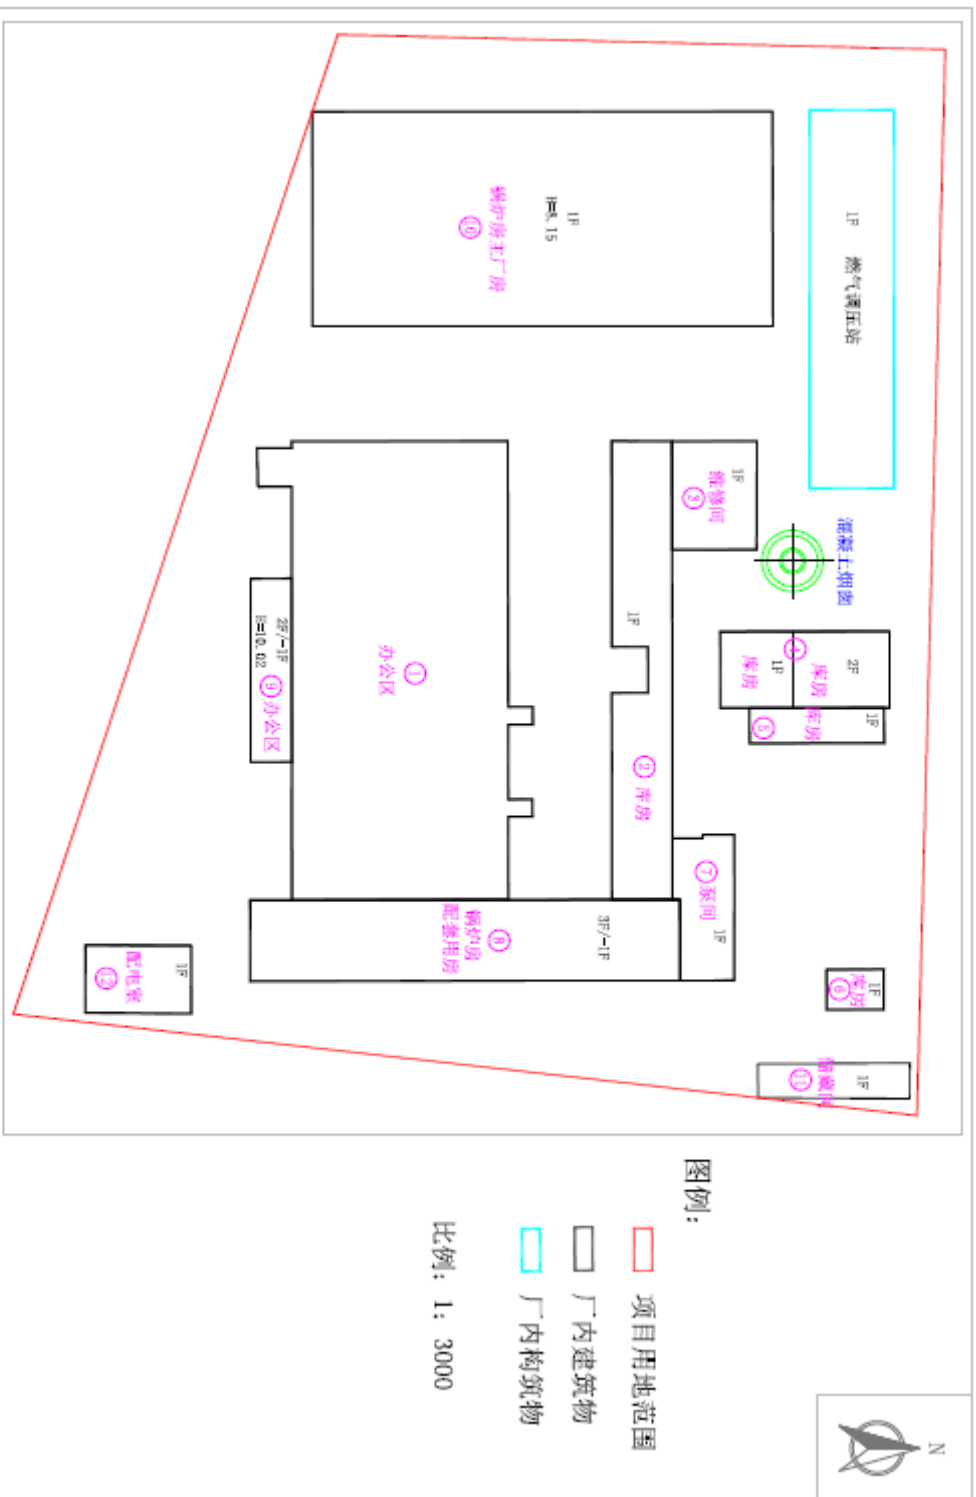 1F 燃气调压站
1F
H=8.15
锅炉房主厂房
⑩
混凝土烟囱
1F
维修间
③
2F
库房
④
1F
库房
1F
库房
⑤
1F
② 库房
①
办公区
2F/-1F
H=10.02
⑨办公区
⑦泵间
1F
3F/-1F
⑧
锅炉房
配套用房
1F
库房
⑥
1F
储藏间
⑪
1F
配电室
⑫
图例:
项目用地范围
厂内建筑物
厂内构筑物
比例: 1: 3000
N